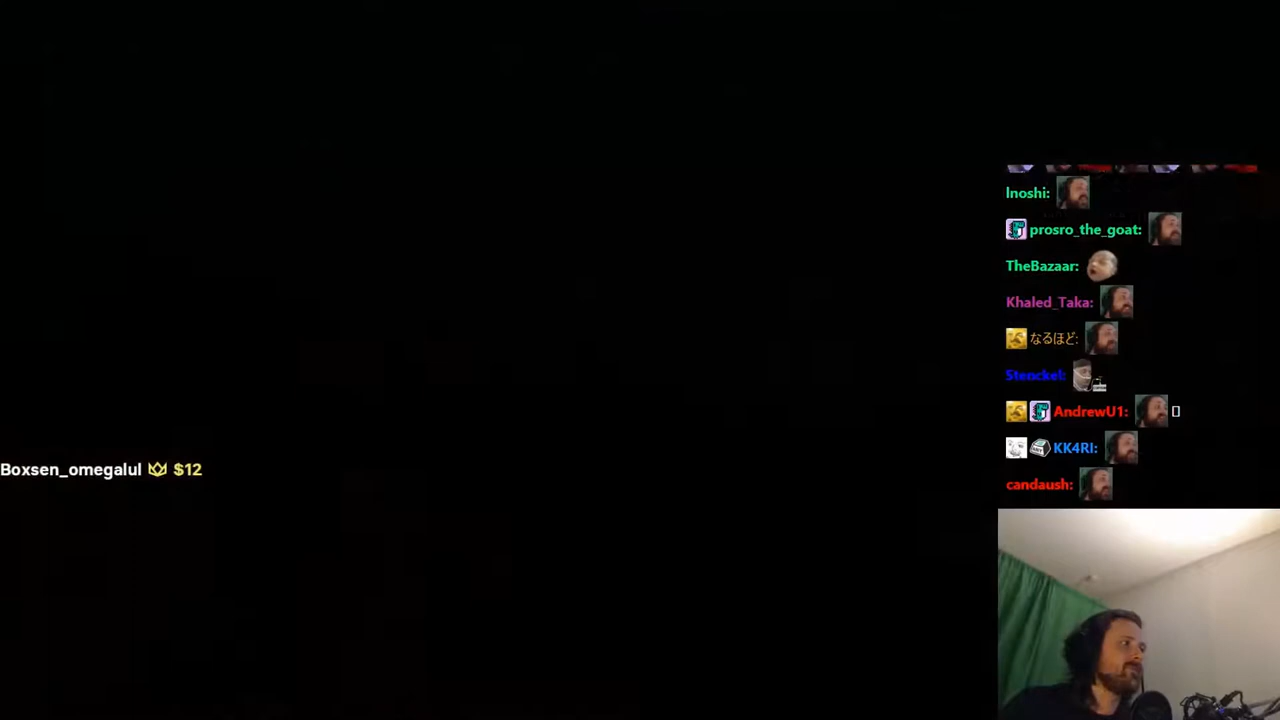 Inoshi:
prosro_the_goat:
TheBazaar:
Khaled_Taka:
なるほど:
Stenckel:
AndrewU1:
KK4RI:
candaush:
Boxsen_omegalul $12